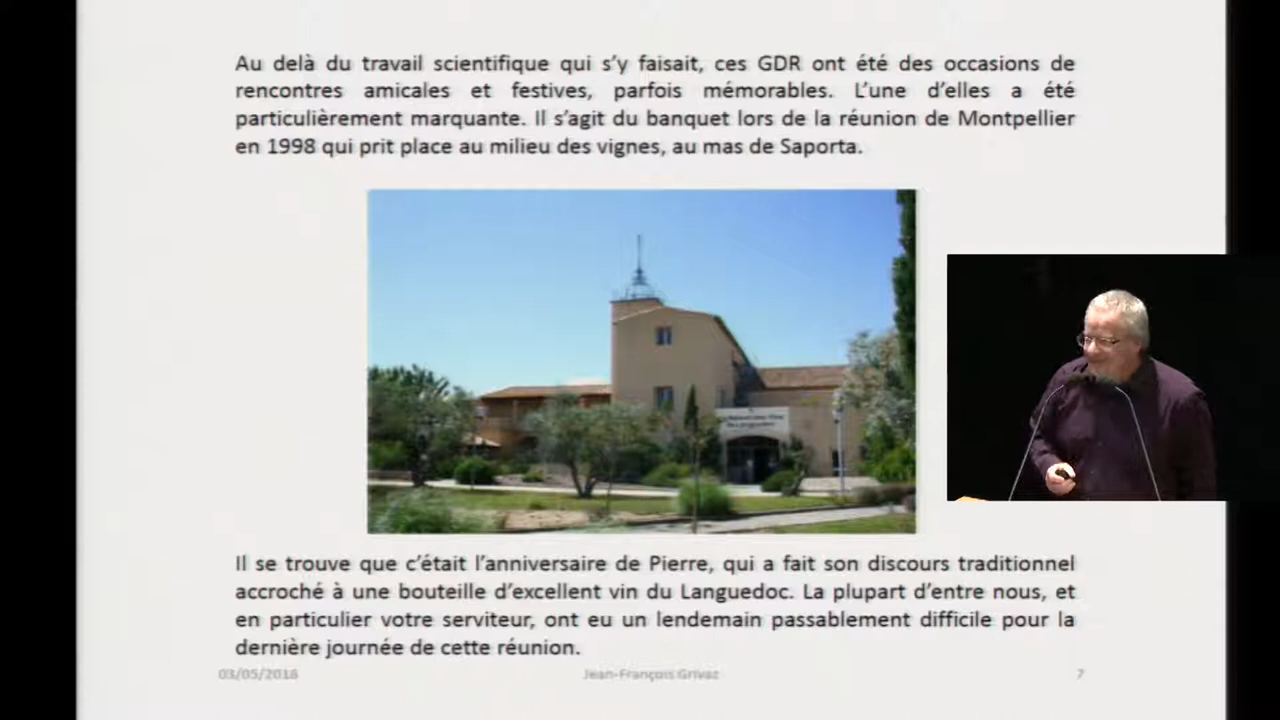 Au delà du travail scientifique qui s’y faisait, ces GDR ont été des occasions de
rencontres amicales et festives, parfois mémorables. L’une d’elles a été
particulièrement marquante. Il s’agit du banquet lors de la réunion de Montpellier
en 1998 qui prit place au milieu des vignes, au mas de Saporta.
Il se trouve que c’était l’anniversaire de Pierre, qui a fait son discours traditionnel
accroché à une bouteille d’excellent vin du Languedoc. La plupart d’entre nous, et
en particulier votre serviteur, ont eu un lendemain passablement difficile pour la
dernière journée de cette réunion.
03/05/2018 Jean-François Grivaz 7